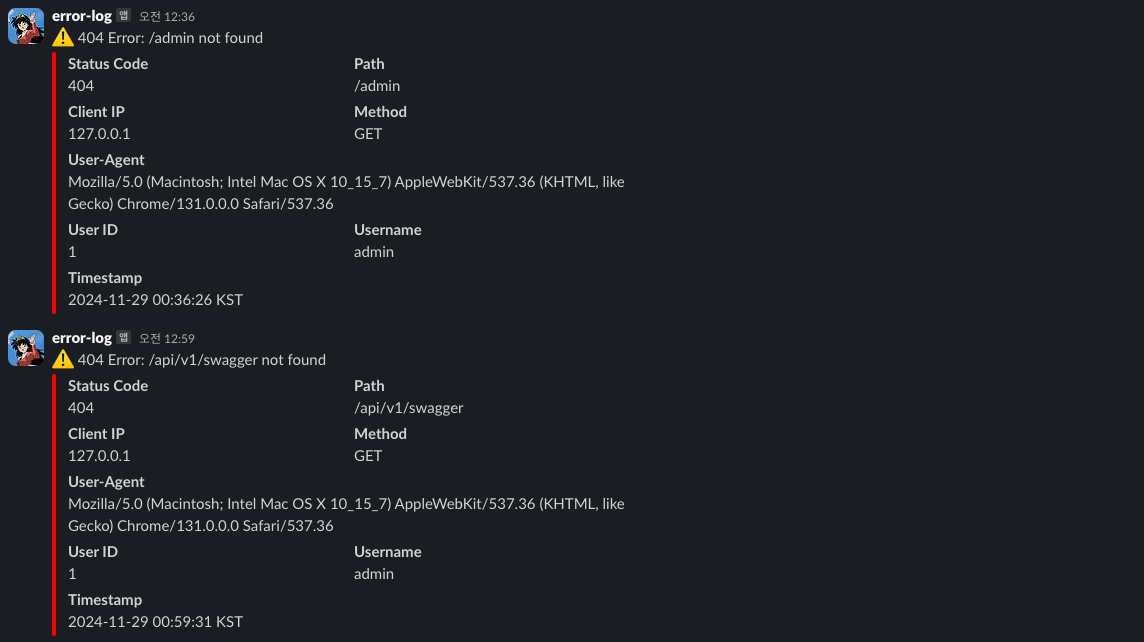 error-log 앱 오전 12:36
404 Error: /admin not found
Status Code Path
404 /admin
Client IP Method
127.0.0.1 GET
User-Agent
Mozilla/5.0 (Macintosh; Intel Mac OS X 10_15_7) AppleWebKit/537.36 (KHTML, like
Gecko) Chrome/131.0.0.0 Safari/537.36
User ID Username
1 admin
Timestamp
2024-11-29 00:36:26 KST
error-log 앱 오전 12:59
404 Error: /api/v1/swagger not found
Status Code Path
404 /api/v1/swagger
Client IP Method
127.0.0.1 GET
User-Agent
Mozilla/5.0 (Macintosh; Intel Mac OS X 10_15_7) AppleWebKit/537.36 (KHTML, like
Gecko) Chrome/131.0.0.0 Safari/537.36
User ID Username
1 admin
Timestamp
2024-11-29 00:59:31 KST